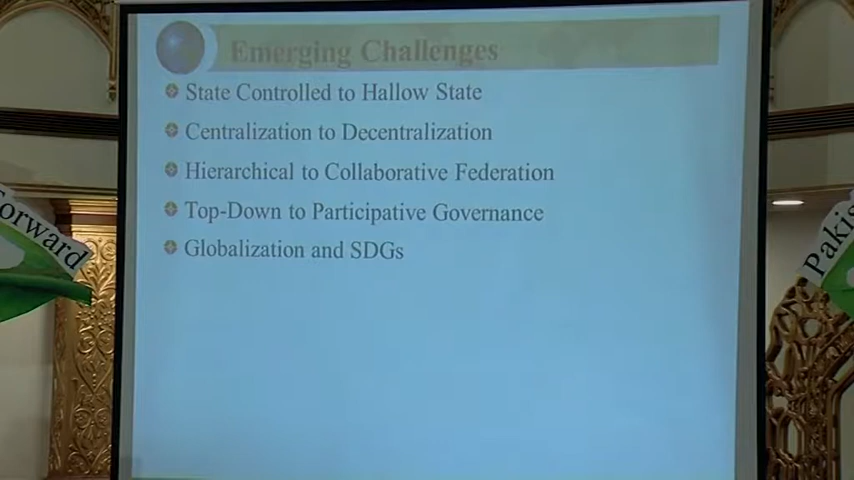 Emerging Challenges
State Controlled to Hallow State
Centralization to Decentralization
Hierarchical to Collaborative Federation
Top-Down to Participative Governance
Globalization and SDGs
Forward